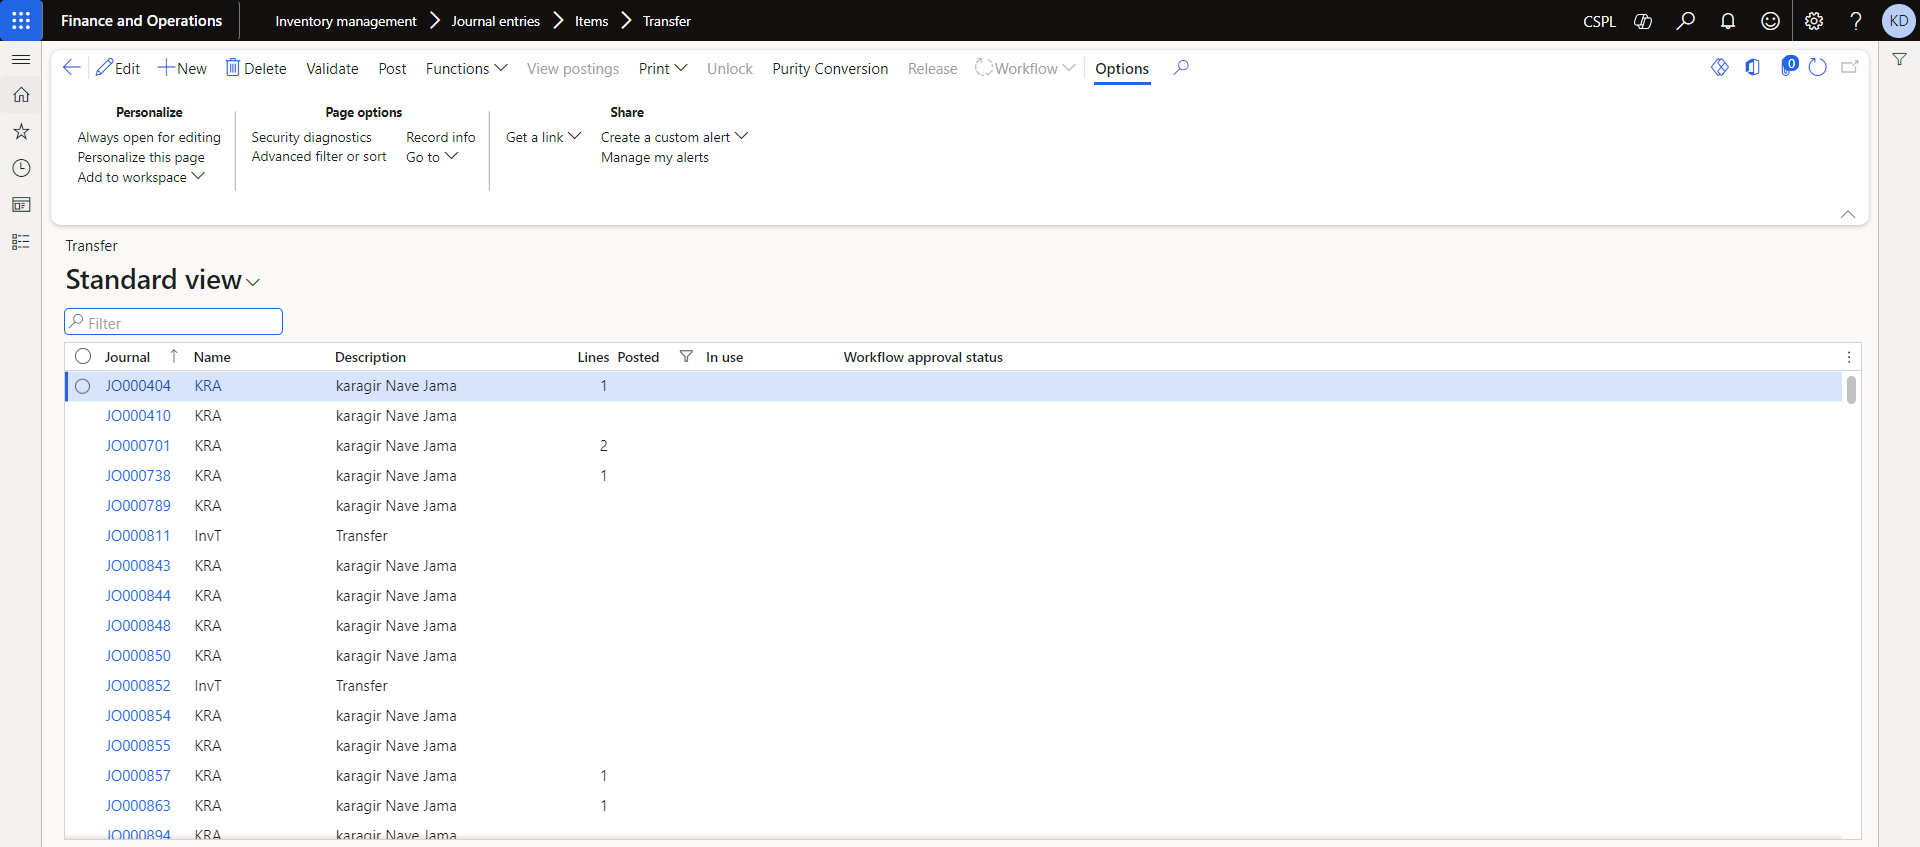 Finance and Operations Inventory management Journal entries Items Transfer CSPL KD
Edit New Delete Validate Post Functions View postings Print Unlock Purity Conversion Release Workflow Options 0
Personalize
Always open for editing
Personalize this page
Add to workspace
Page options
Security diagnostics Record info
Advanced filter or sort Go to
Share
Get a link Create a custom alert
Manage my alerts
Transfer
Standard view
Filter
Journal Name Description Lines Posted In use Workflow approval status
JO000404 KRA karagir Nave Jama 1
JO000410 KRA karagir Nave Jama
JO000701 KRA karagir Nave Jama 2
JO000738 KRA karagir Nave Jama 1
JO000789 KRA karagir Nave Jama
JO000811 InvT Transfer
JO000843 KRA karagir Nave Jama
JO000844 KRA karagir Nave Jama
JO000848 KRA karagir Nave Jama
JO000850 KRA karagir Nave Jama
JO000852 InvT Transfer
JO000854 KRA karagir Nave Jama
JO000855 KRA karagir Nave Jama
JO000857 KRA karagir Nave Jama 1
JO000863 KRA karagir Nave Jama 1
JO000894 KRA karagir Nave Jama